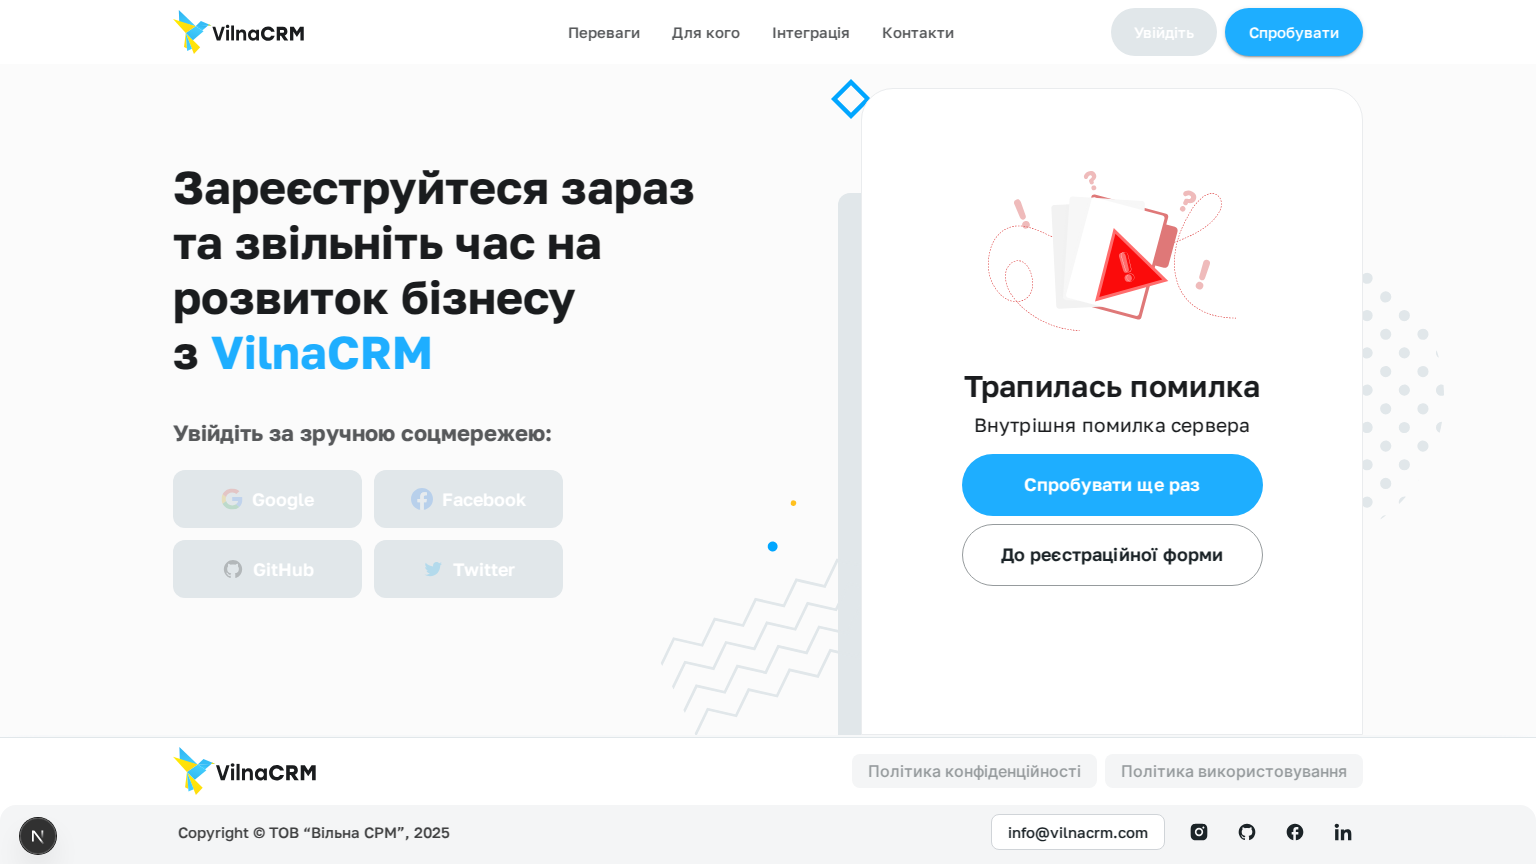 VilnaCRM
Переваги
Для кого
Інтеграція
Контакти
Увійдіть
Спробувати
Зареєструйтеся зараз
та звільніть час на
розвиток бізнесу
з VilnaCRM
Увійдіть за зручною соцмережею:
Google
Facebook
GitHub
Twitter
Трапилась помилка
Внутрішня помилка сервера
Спробувати ще раз
До реєстраційної форми
VilnaCRM
Політика конфіденційності
Політика використовування
N
Copyright © ТОВ “Вільна СРМ”, 2025
info@vilnacrm.com